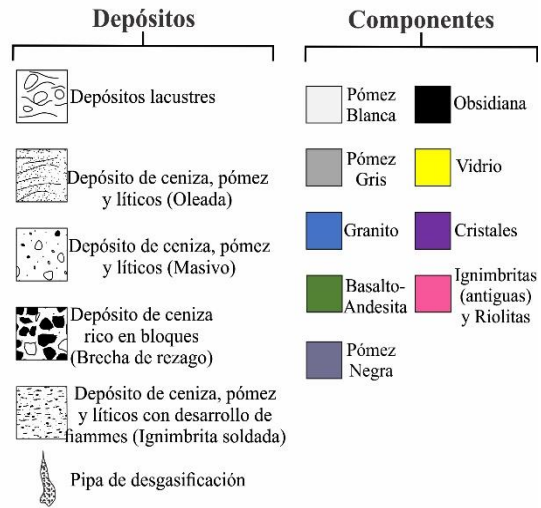 Depósitos
Depósitos lacustres
Depósito de ceniza, pómez
y líticos (Oleada)
Depósito de ceniza, pómez
y líticos (Masivo)
Depósito de ceniza
rico en bloques
(Brecha de rezago)
Depósito de ceniza, pómez
y líticos con desarrollo de
fiammes (Ignimbrita soldada)
Pipa de desgasificación
Componentes
Pómez
Blanca
Obsidiana
Pómez
Gris
Vidrio
Granito
Cristales
Basalto-
Andesita
Ignimbritas
(antiguas)
y Riolitas
Pómez
Negra